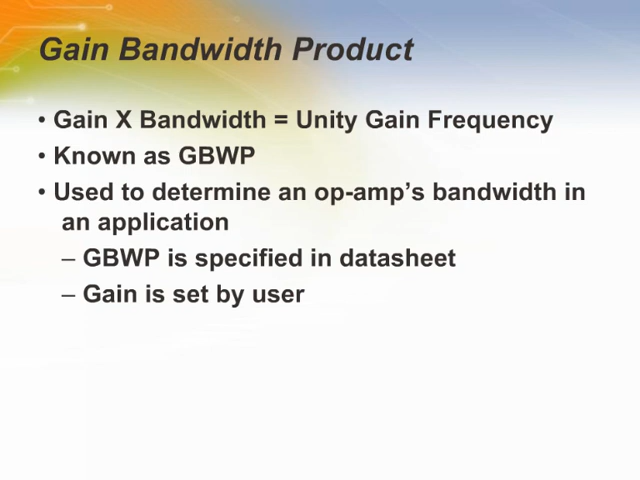 Gain Bandwidth Product
• Gain X Bandwidth = Unity Gain Frequency
• Known as GBWP
• Used to determine an op-amp’s bandwidth in
an application
– GBWP is specified in datasheet
– Gain is set by user